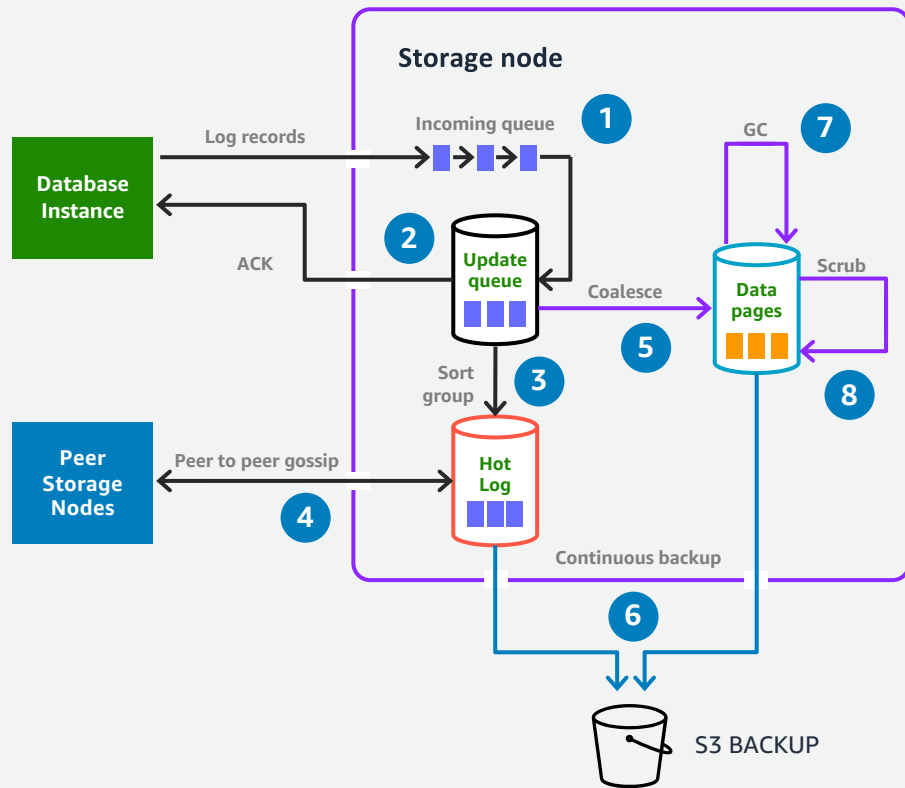 Storage node
1
Incoming queue
7
GC
Log records
Database
Instance
2
Update
queue
ACK
Scrub
Data
pages
Coalesce
5
3
Sort
group
8
Peer
Storage
Nodes
Peer to peer gossip
4
Hot
Log
Continuous backup
6
S3 BACKUP